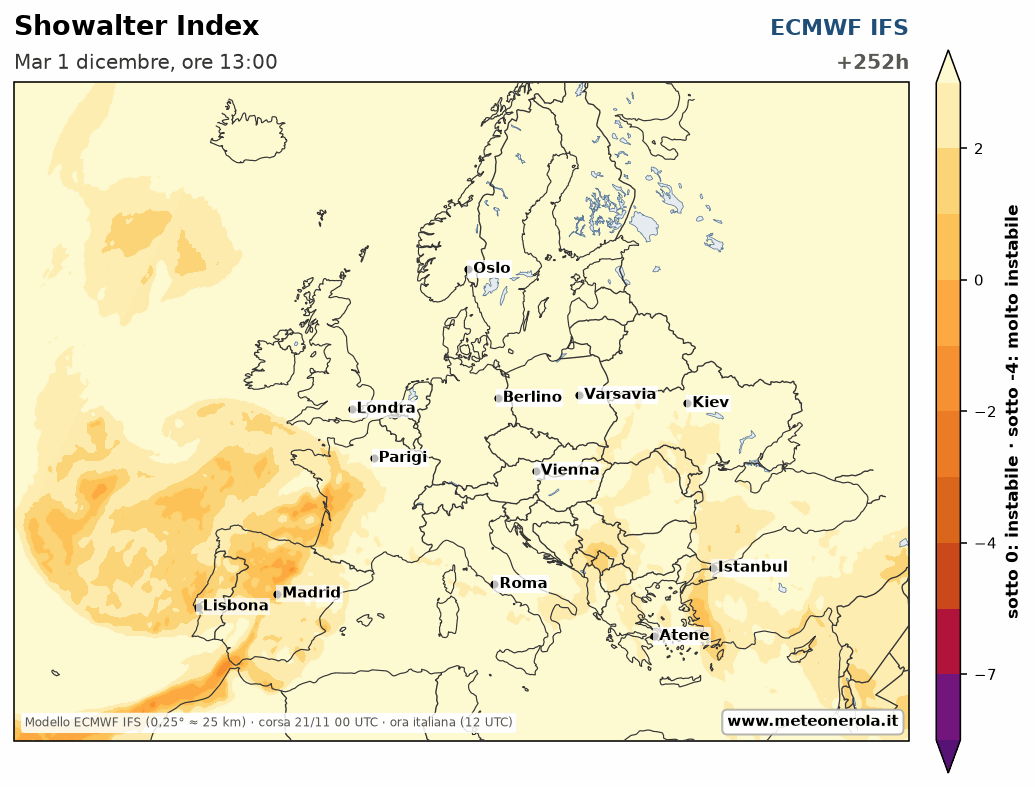 Showalter Index
ECMWF IFS
Mar 1 dicembre, ore 13:00
+252h
2
Oslo
0
sotto 0: instabile · sotto -4: molto instabile
−2
Berlino
Varsavia
Kiev
Londra
Parigi
Vienna
−4
Istanbul
Roma
Madrid
Lisbona
Atene
−7
Modello ECMWF IFS (0,25° ≈ 25 km) · corsa 21/11 00 UTC · ora italiana (12 UTC)
www.meteonerola.it